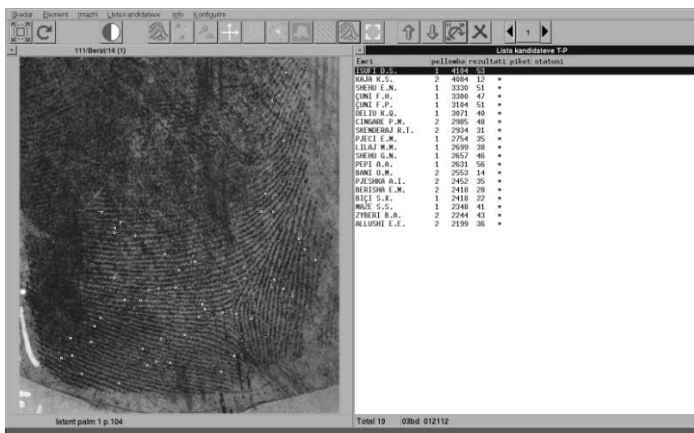 Skedar Element Imazhi Lista kandidateve Info Konfigurim
1
111/Berat/14 (1)
Lista kandidateve T-P
Emri pellemba rezultati piket statusi
ISUFI D.S. 1 4104 53
KAJA K.S. 2 4084 12 *
SHEHU E.N. 1 3330 51 *
ÇUNI F.H. 1 3300 47 *
ÇUNI F.P. 1 3104 51 *
DELIU K.Q. 1 3071 40 *
CINGARE P.M. 2 2985 48 *
SKENDERAJ R.T. 2 2934 31 *
PJECI E.M. 1 2754 35 *
LILAJ M.M. 1 2699 38 *
SHEHU G.N. 1 2657 46 *
PEPI A.A. 1 2631 56 *
BANI O.M. 2 2553 14 *
PJESHKA A.I. 2 2452 35 *
BERISHA E.M. 2 2418 28 *
BIÇI S.X. 1 2418 22 *
MAZE S.S. 1 2348 41 *
ZYBERI B.A. 2 2244 43 *
ALLUSHI E.E. 2 2199 36 *
latent palm 1 p.104
Total 19 03bd 012112